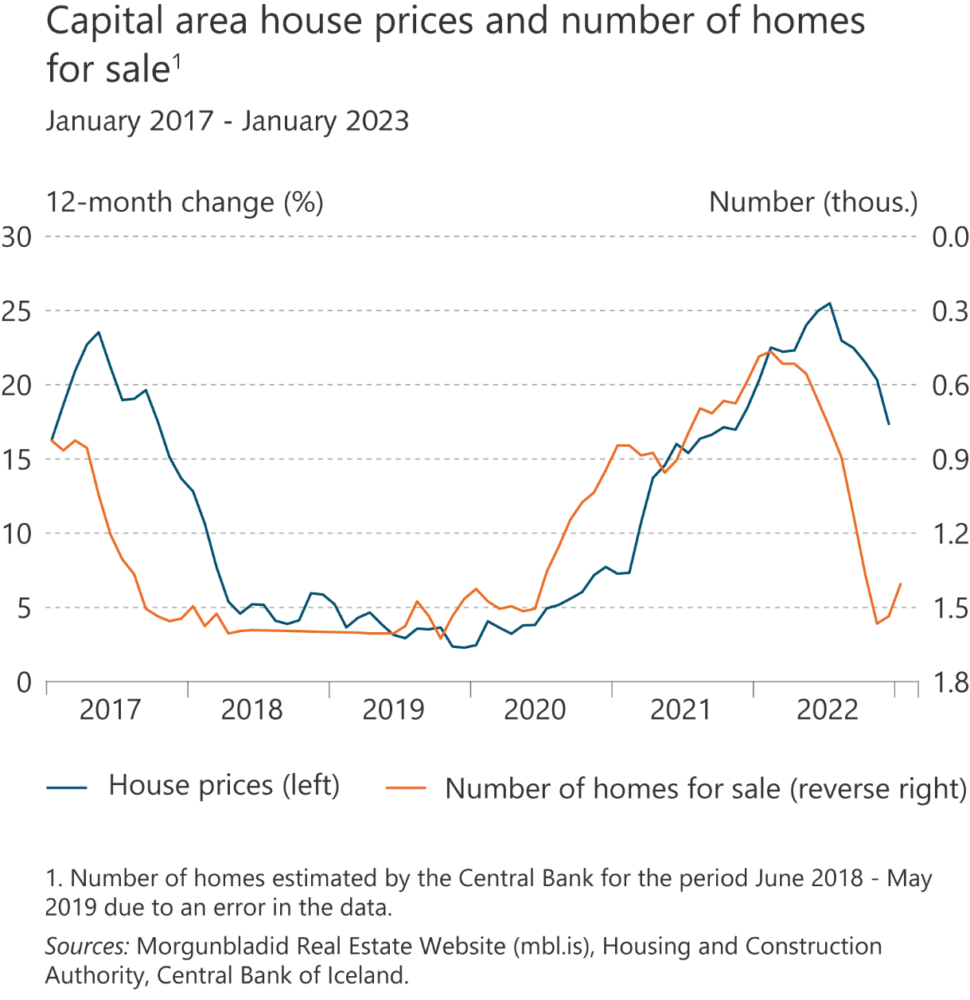 Capital area house prices and number of homes
for sale¹
January 2017 - January 2023
12-month change (%)
Number (thous.)
30
0.0
25
0.3
20
0.6
15
0.9
10
1.2
5
1.5
0
1.8
2017
2018
2019
2020
2021
2022
House prices (left)
Number of homes for sale (reverse right)
1. Number of homes estimated by the Central Bank for the period June 2018 - May
2019 due to an error in the data.
Sources: Morgunbladid Real Estate Website (mbl.is), Housing and Construction
Authority, Central Bank of Iceland.